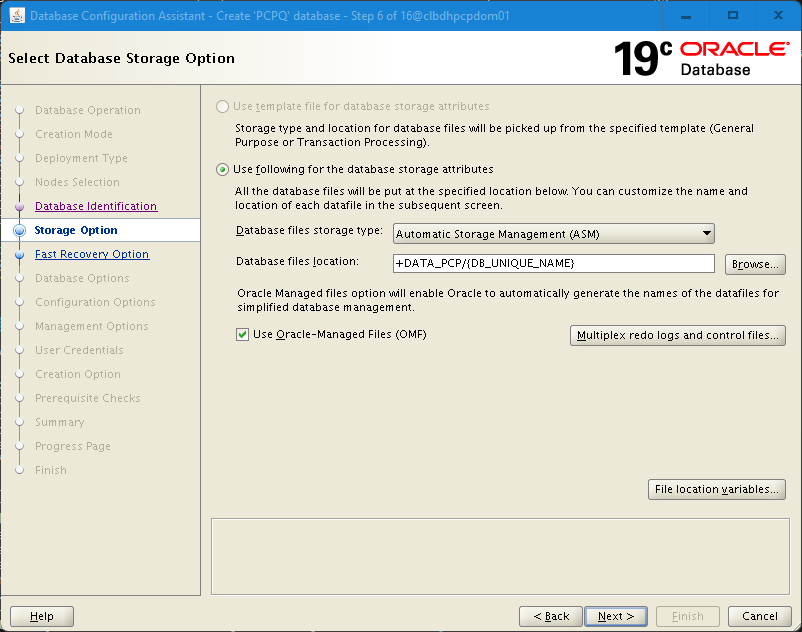 Database Configuration Assistant - Create 'PCPQ' database - Step 6 of 16@clbdhpcpdom01
Select Database Storage Option
19c ORACLE
Database
Database Operation
Creation Mode
Deployment Type
Nodes Selection
Database Identification
Storage Option
Fast Recovery Option
Database Options
Configuration Options
Management Options
User Credentials
Creation Option
Prerequisite Checks
Summary
Progress Page
Finish
Use template file for database storage attributes
Storage type and location for database files will be picked up from the specified template (General
Purpose or Transaction Processing).
Use following for the database storage attributes
All the database files will be put at the specified location below. You can customize the name and
location of each datafile in the subsequent screen.
Database files storage type: Automatic Storage Management (ASM)
Database files location: +DATA_PCP/{DB_UNIQUE_NAME} Browse...
Oracle Managed files option will enable Oracle to automatically generate the names of the datafiles for
simplified database management.
Use Oracle-Managed Files (OMF) Multiplex redo logs and control files...
File location variables...
Help < Back Next > Finish Cancel